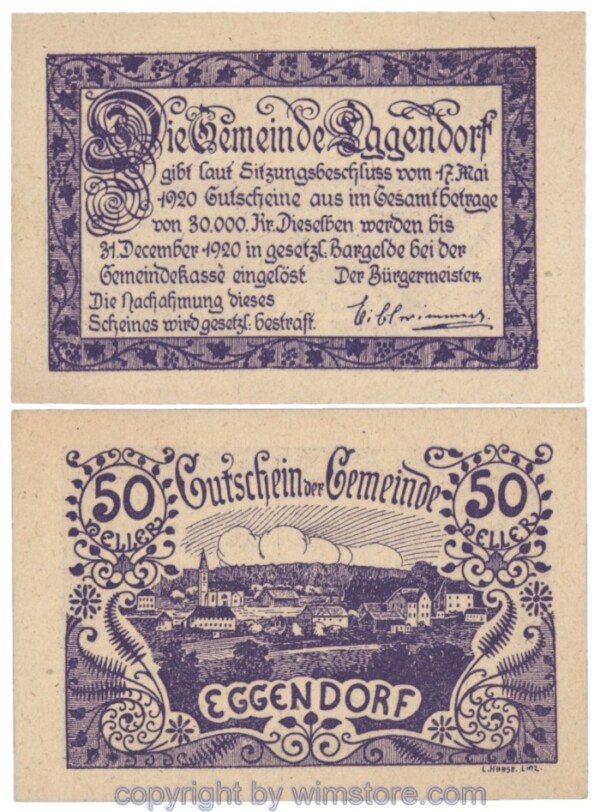 Die Gemeinde Eggendorf
gibt laut Sitzungsbeschluss vom 17. Mai
1920 Gutscheine aus im Gesamtbetrage
von 30.000. Kr. Dieselben werden bis
31. December 1920 in gesetzl. Bargelde bei der
Gemeindekasse eingelöst. Der Bürgermeister.
Die Nachahmung dieses
Scheines wird gesetzl. bestraft.
Gutschein der Gemeinde
50 HELLER
50 HELLER
EGGENDORF
LINZ.
copyright by wimstore.com